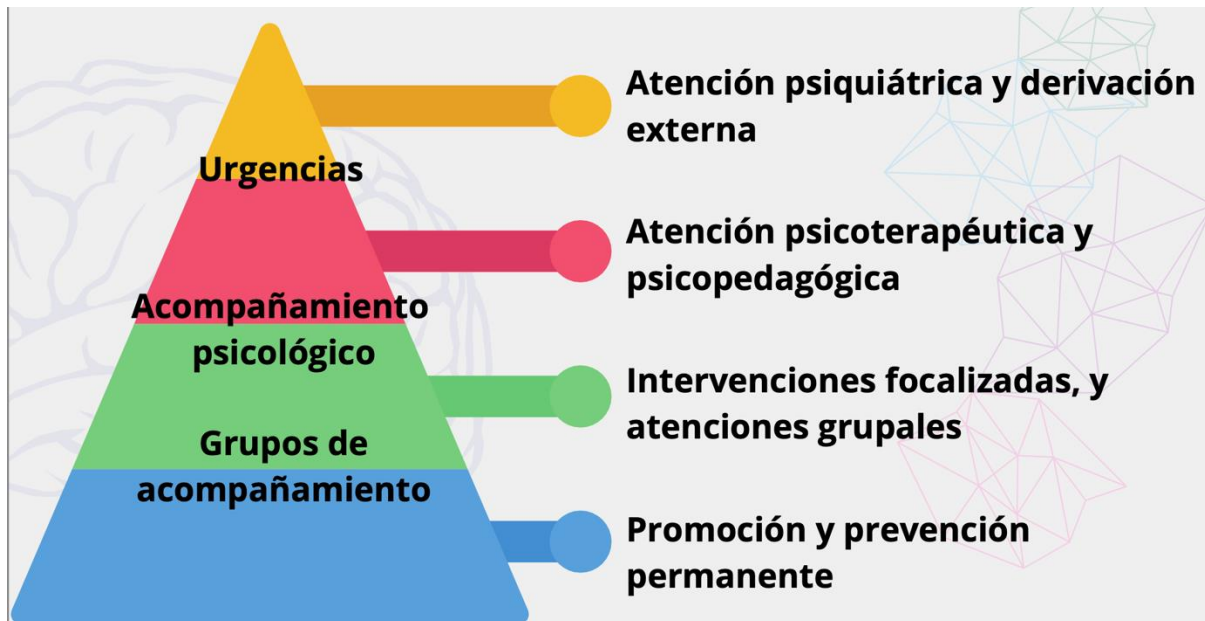 Atención psiquiátrica y derivación
externa
Urgencias
Atención psicoterapéutica y
psicopedagógica
Acompañamiento
psicológico
Intervenciones focalizadas, y
atenciones grupales
Grupos de
acompañamiento
Promoción y prevención
permanente